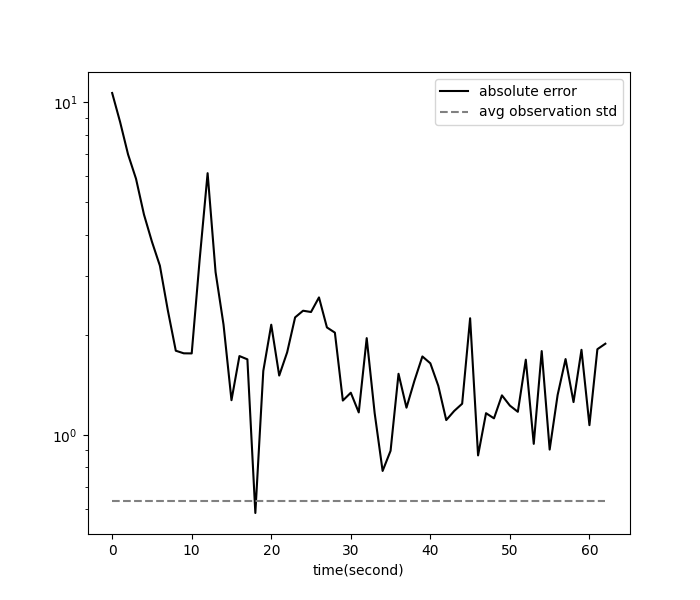 absolute error
avg observation std
10¹
10⁰
0 10 20 30 40 50 60
time(second)